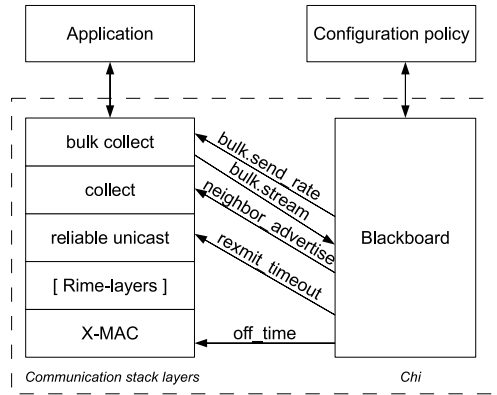 Application
Configuration policy
bulk collect
collect
reliable unicast
[ Rime-layers ]
X-MAC
bulk.send_rate
bulk.stream
neighbor_advertise
rexmit_timeout
off_time
Blackboard
Communication stack layers
Chi